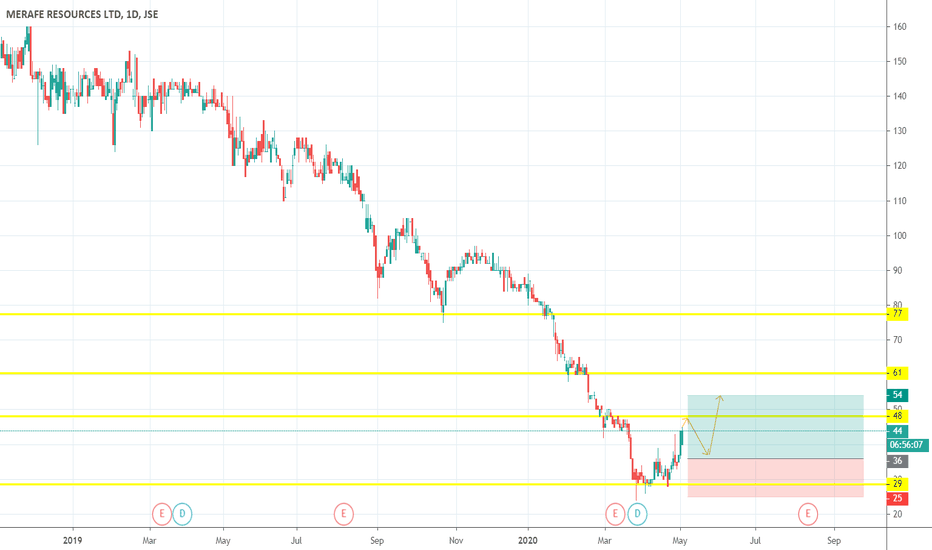 MERAFE RESOURCES LTD, 1D, JSE
160
150
140
130
120
110
100
90
80
77
70
61
54
50
48
44
06:56:07
36
29
25
20
E
D
E
E
D
E
2019
Mar
May
Jul
Sep
Nov
2020
Mar
May
Jul
Sep